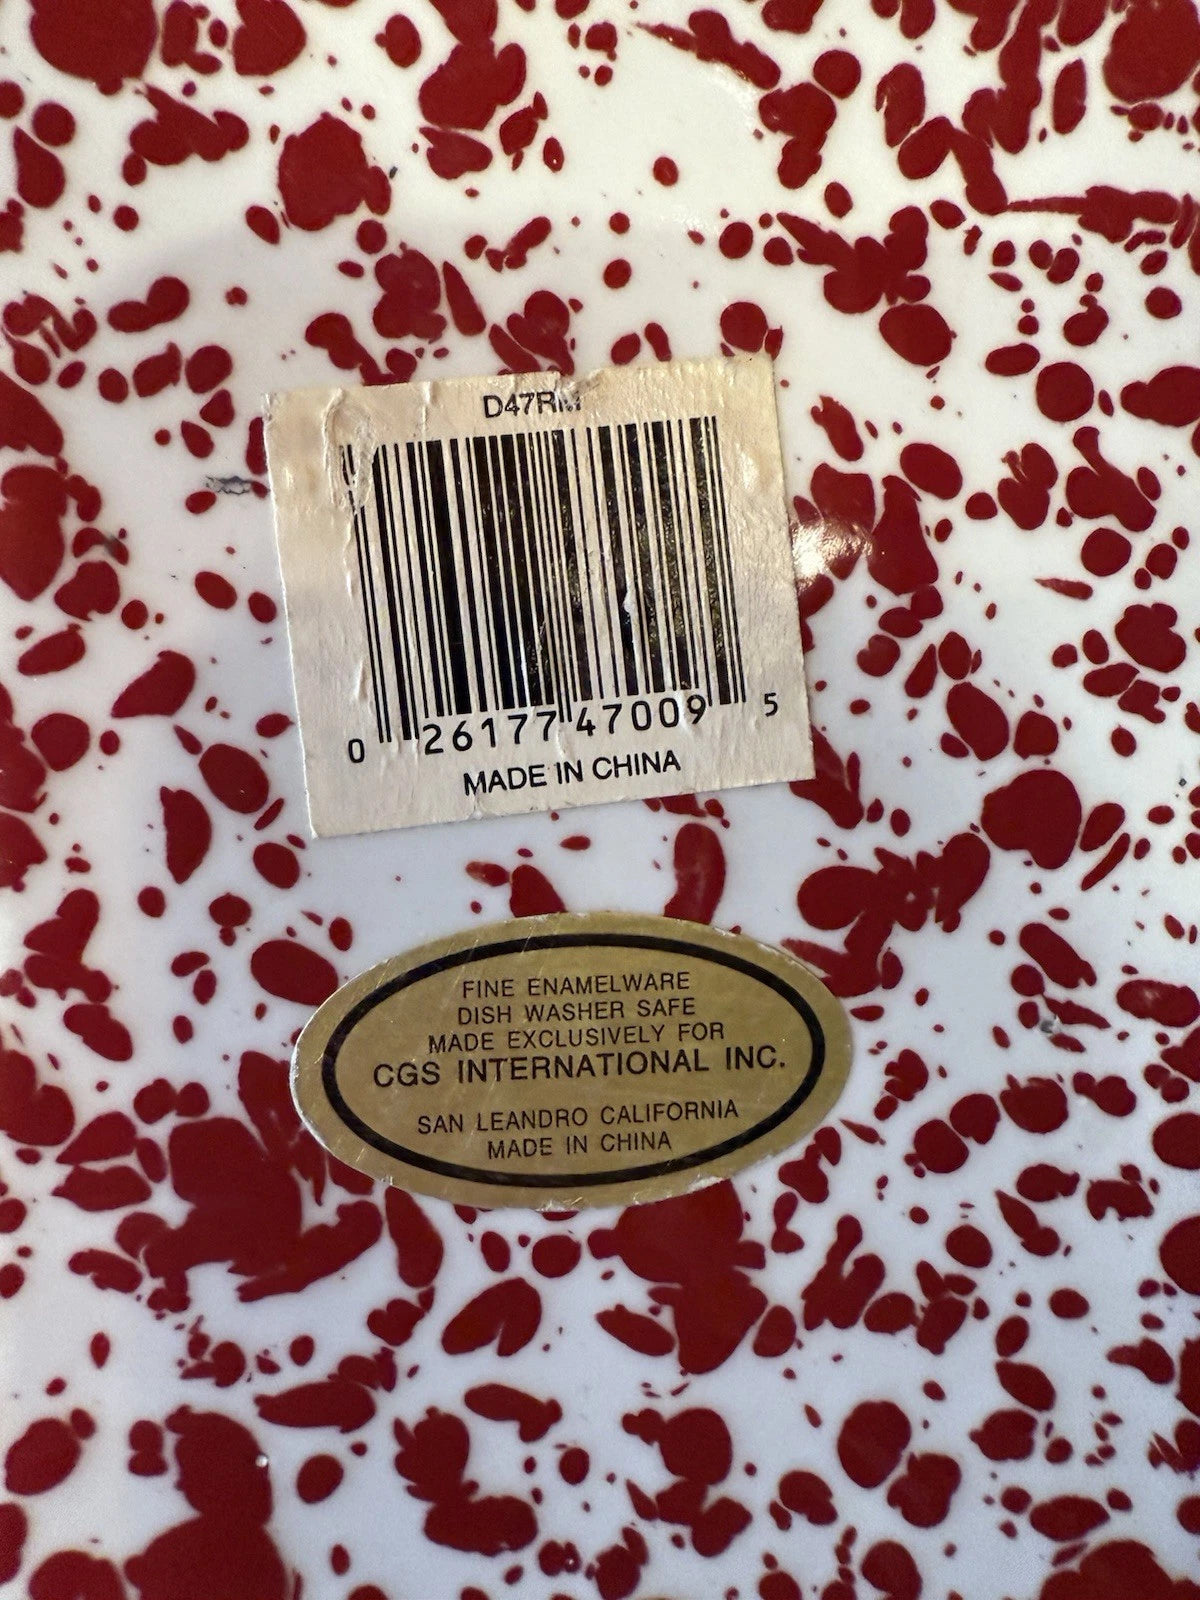 D47RM
0 26177 47009 5
MADE IN CHINA
FINE ENAMELWARE
DISH WASHER SAFE
MADE EXCLUSIVELY FOR
CGS INTERNATIONAL INC.
SAN LEANDRO CALIFORNIA
MADE IN CHINA